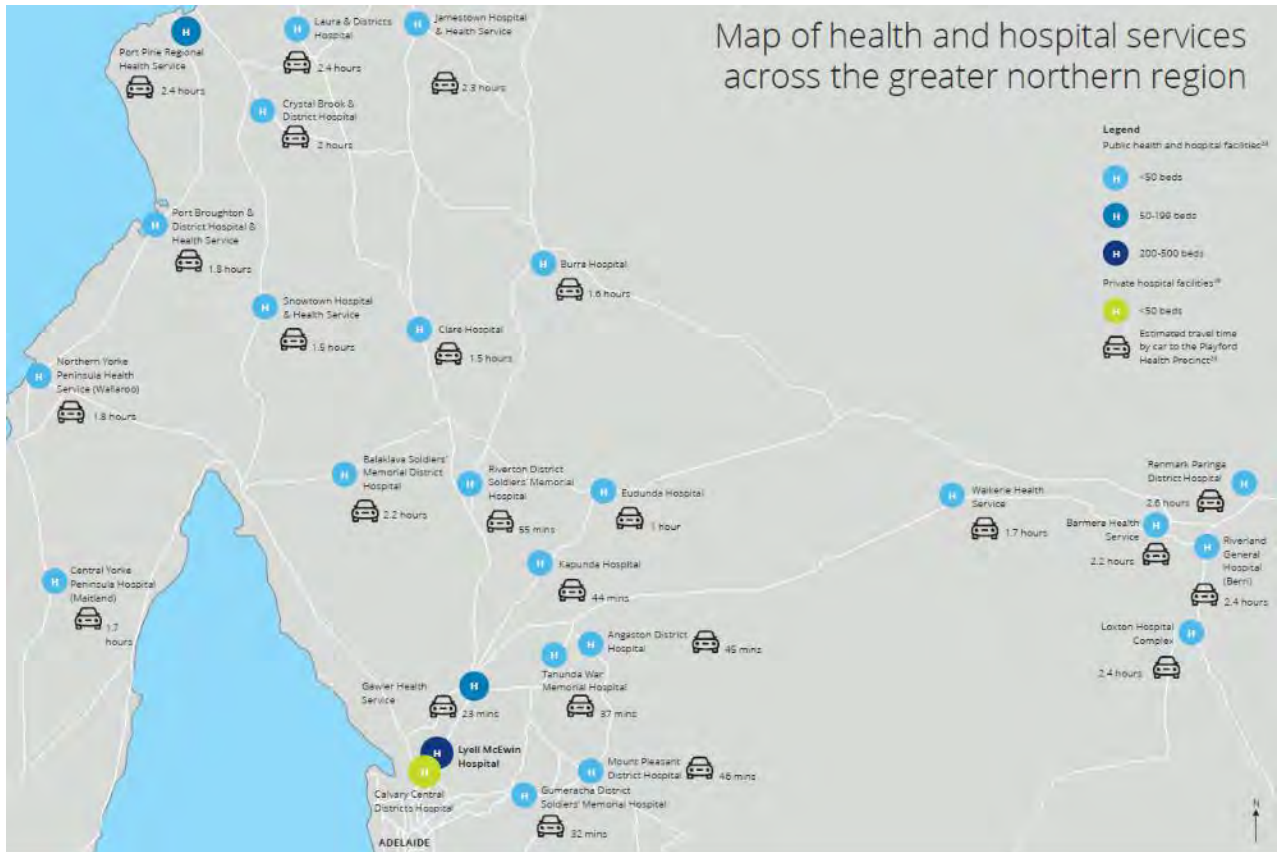 Map of health and hospital services
across the greater northern region
Legend
Public health and hospital facilities
H
<50 beds
H
50-199 beds
H
200-500 beds
Private hospital facilities
H
<50 beds
Estimated travel time
by car to the Playford
Health Precinct
H
Port Pirie Regional
Health Service
2.4 hours
H
Laura & Districts
Hospital
2.4 hours
H
Jamestown Hospital
& Health Service
2.3 hours
H
Crystal Brook &
District Hospital
2 hours
H
Port Broughton &
District Hospital &
Health Service
1.8 hours
H
Burra Hospital
1.6 hours
H
Snowtown Hospital
& Health Service
1.5 hours
H
Clare Hospital
1.5 hours
H
Northern Yorke
Peninsula Health
Service (Wallaroo)
1.8 hours
H
Balaklava Soldiers'
Memorial District
Hospital
2.2 hours
H
Riverton District
Soldiers' Memorial
Hospital
55 mins
H
Eudunda Hospital
1 hour
H
Waikerie Health
Service
1.7 hours
H
Renmark Paringa
District Hospital
2.6 hours
H
Barmera Health
Service
2.2 hours
H
Riverland
General
Hospital
(Berri)
2.4 hours
H
Central Yorke
Peninsula Hospital
(Maitland)
1.7
hours
H
Kapunda Hospital
44 mins
H
Loxton Hospital
Complex
2.4 hours
H
Angaston District
Hospital
45 mins
H
Tanunda War
Memorial Hospital
37 mins
H
Gawler Health
Service
23 mins
H
Lyell McEwin
Hospital
H
Calvary Central
Districts Hospital
H
Mount Pleasant
District Hospital
46 mins
H
Gumeracha District
Soldiers' Memorial Hospital
32 mins
ADELAIDE
N